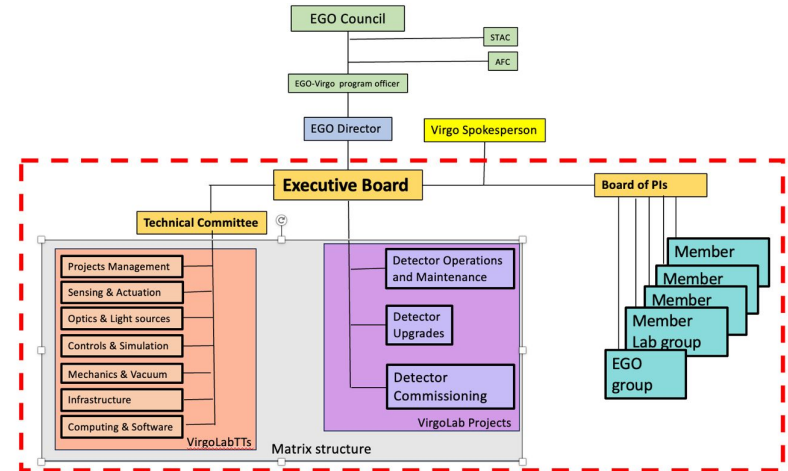 EGO Council
STAC
AFC
EGO-Virgo program officer
EGO Director
Virgo Spokesperson
Executive Board
Board of PIs
Technical Committee
Projects Management
Sensing & Actuation
Optics & Light sources
Controls & Simulation
Mechanics & Vacuum
Infrastructure
Computing & Software
VirgoLabTTs
Detector Operations
and Maintenance
Detector
Upgrades
Detector
Commissioning
VirgoLab Projects
Matrix structure
Member
Member
Member
Member
Lab group
EGO
group